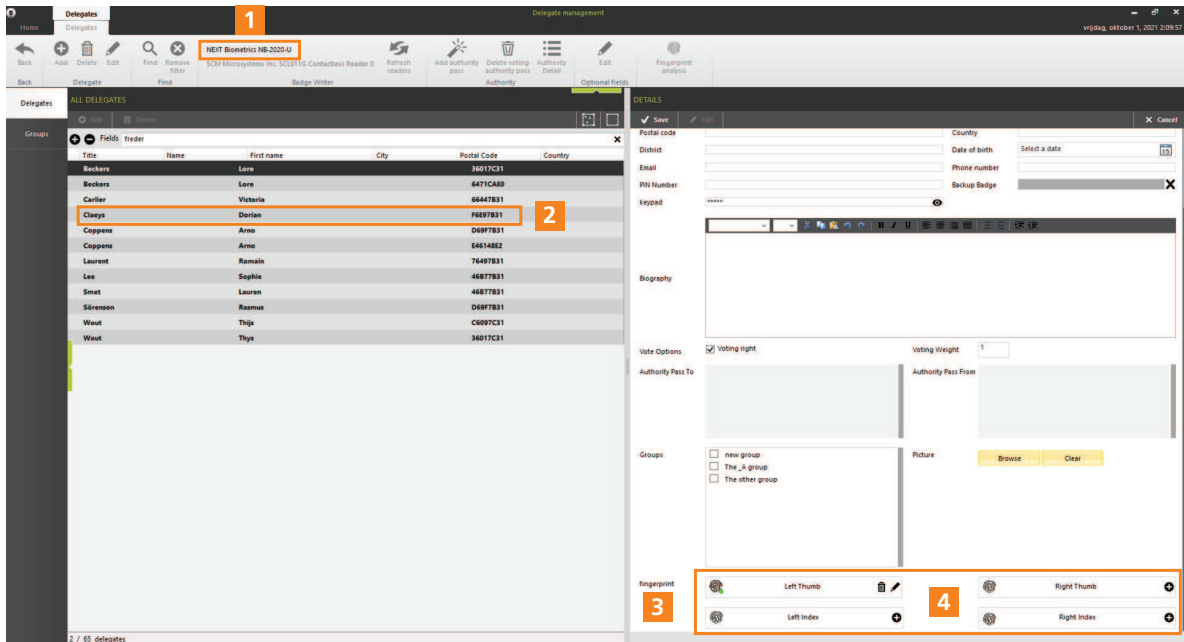 Delegates
Delegate management
Home
Delegates
vrijdag, oktober 1, 2021 2:09:57
1
Back
Add
Delete
Edit
Find
Remove filter
NEXT Biometrics NB-2020-U
SCM Microsystems Inc. SCL011G Contactless Reader 0
Refresh readers
Add authority pass
Delete voting authority pass
Authority Detail
Edit
Fingerprint analysis
Back
Delegate
Find
Badge Writer
Authority
Optional fields
Delegates
Groups
ALL DELEGATES
Add
Delete
Fields freder
Title Name First name City Postal Code Country
Beckers Lore 36017C31
Beckers Lore 6471CAE0
Carlier Victoria 66447B31
Claeys Dorian F6E97B31
2
Coppens Arno D69F7B31
Coppens Arno E46148E2
Laurent Romain 76497B31
Lee Sophie 46B77B31
Smet Lauren 46B77B31
Sörenson Rasmus D69F7B31
Wout Thijs C6097C31
Wout Thys 36017C31
2 / 65 delegates
DETAILS
Save
Edit
Cancel
Postal code
Country
District
Date of birth
Select a date
15
Email
Phone number
PIN Number
Backup Badge
keypad
*****
B I U
Biography
Vote Options
Voting right
Voting Weight
1
Authority Pass To
Authority Pass From
Groups
new group
The_A group
The other group
Picture
Browse
Clear
fingerprint
3
Left Thumb
4
Right Thumb
Left Index
Right Index